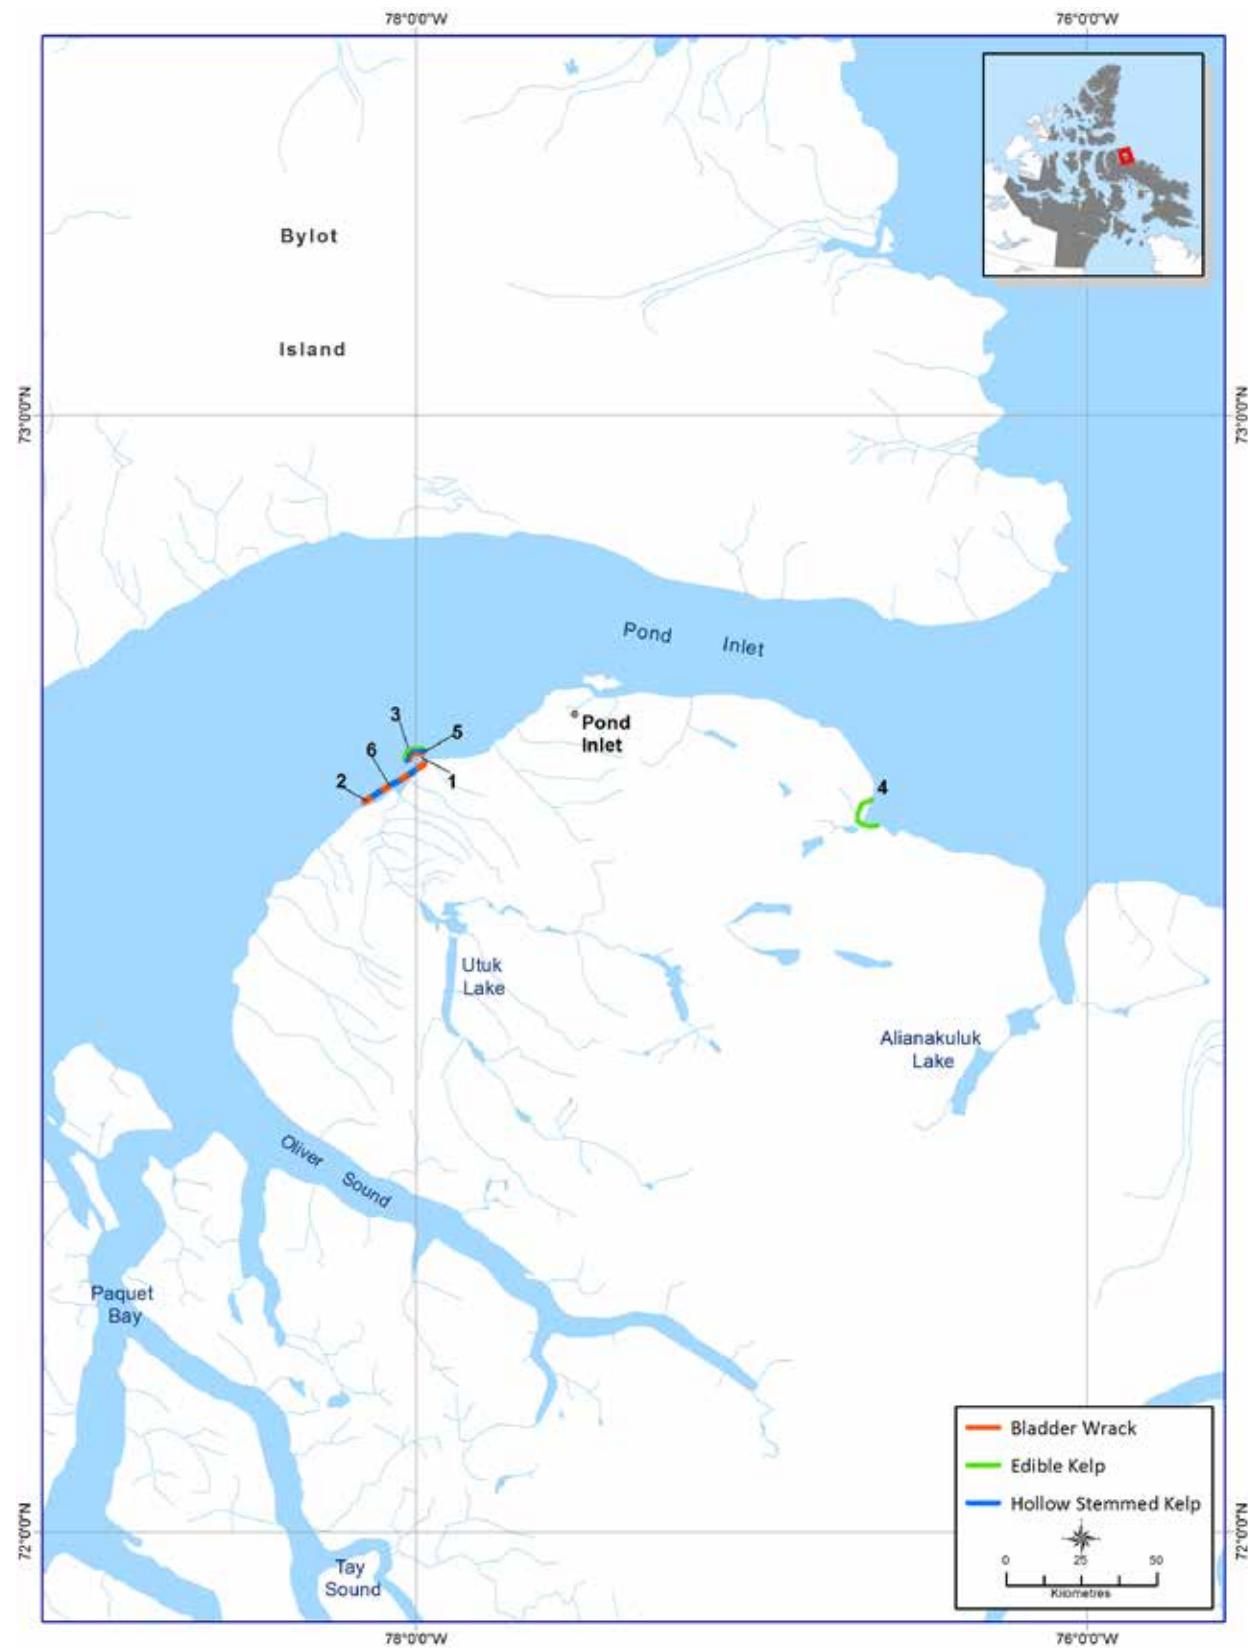 78°0'0"W 76°0'0"W
Bylot
Island
73°0'0"N 73°0'0"N
Pond Inlet
Pond
Inlet
3
5
6
2
1
4
Utuk
Lake
Alianakuluk
Lake
Oliver Sound
Paquet
Bay
Tay
Sound
Bladder Wrack
Edible Kelp
Hollow Stemmed Kelp
0 25 50
Kilometres
72°0'0"N 72°0'0"N
78°0'0"W 76°0'0"W